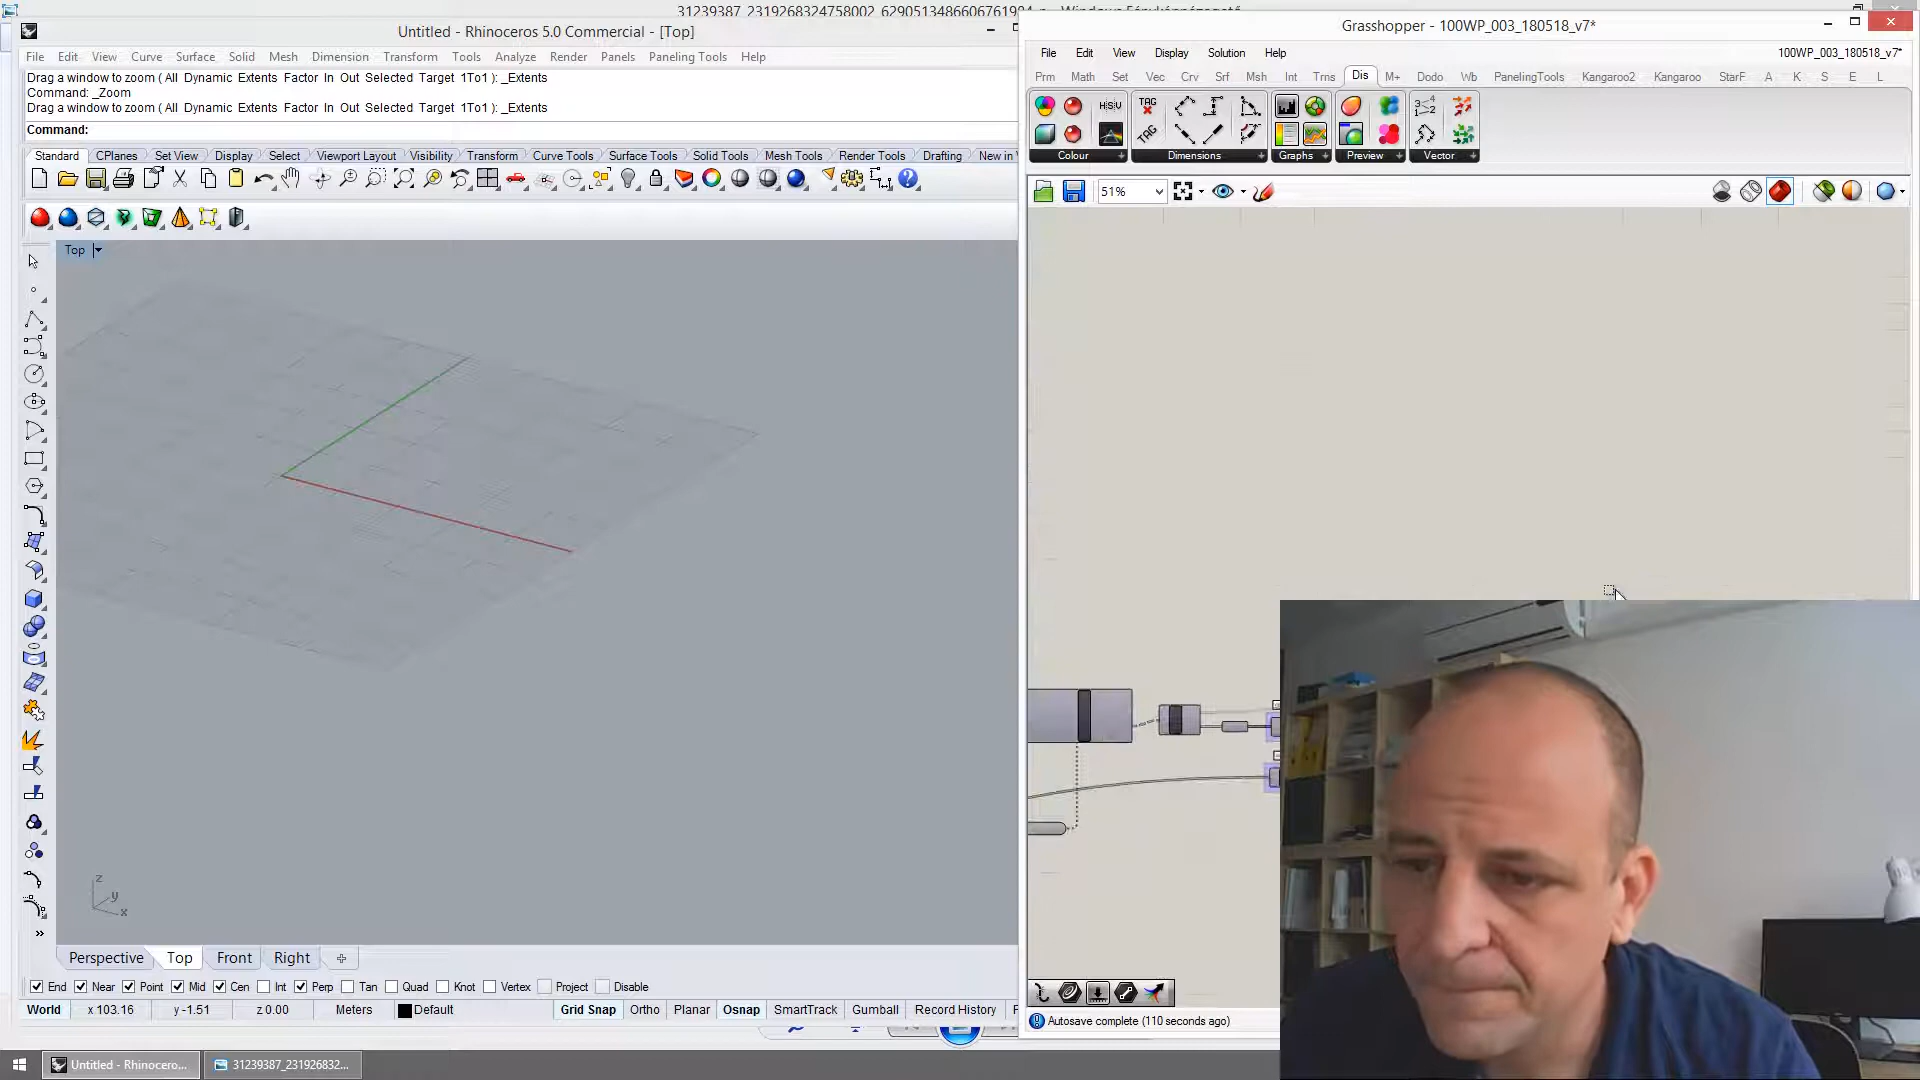 31239387_2319268324758002_6290513486606761984_n - Windows Fényképnézegető
Untitled - Rhinoceros 5.0 Commercial - [Top]
File Edit View Curve Surface Solid Mesh Dimension Transform Tools Analyze Render Panels Paneling Tools Help
Drag a window to zoom ( All Dynamic Extents Factor In Out Selected Target 1To1 ): _Extents
Command: _Zoom
Drag a window to zoom ( All Dynamic Extents Factor In Out Selected Target 1To1 ): _Extents
Command:
Standard CPlanes Set View Display Select Viewport Layout Visibility Transform Curve Tools Surface Tools Solid Tools Mesh Tools Render Tools Drafting New in V
Top
z
y
x
Perspective Top Front Right
End Near Point Mid Cen Int Perp Tan Quad Knot Vertex Project Disable
World x 103.16 y -1.51 z 0.00 Meters Default Grid Snap Ortho Planar Osnap SmartTrack Gumball Record History F
Grasshopper - 100WP_003_180518_v7*
File Edit View Display Solution Help 100WP_003_180518_v7*
Prm Math Set Vec Crv Srf Msh Int Trns Dis M+ Dodo Wb PanelingTools Kangaroo2 Kangaroo StarF A K S E L
H S V TAG
TAG
Colour Dimensions Graphs Preview Vector
51%
Autosave complete (110 seconds ago)
Untitled - Rhinocero... 31239387_231926832...